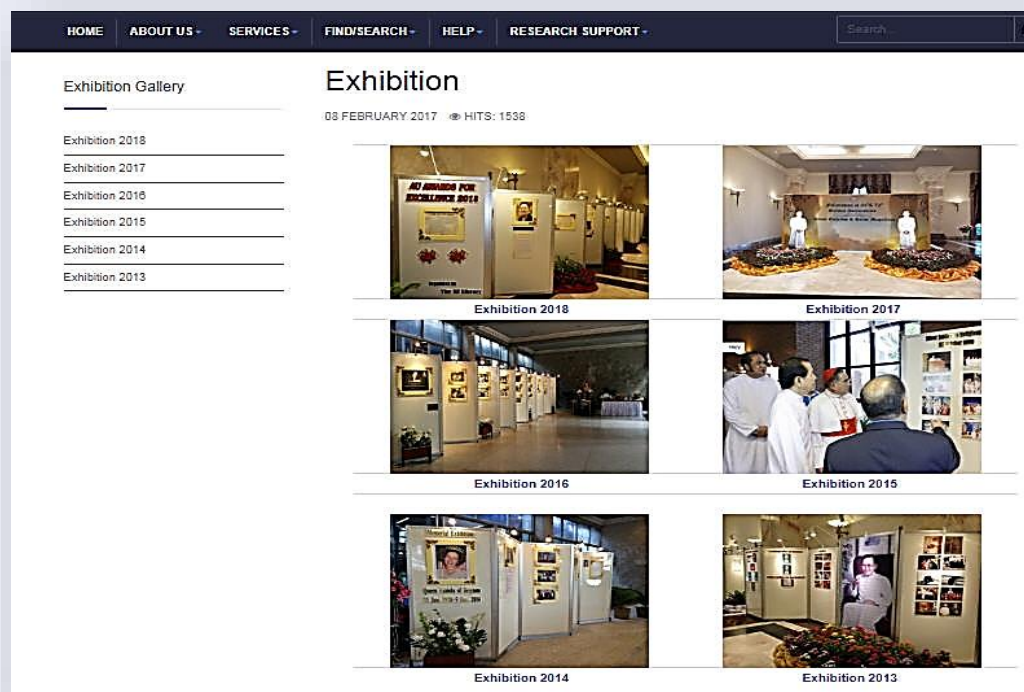 HOME ABOUT US SERVICES FIND/SEARCH HELP RESEARCH SUPPORT Search...
Exhibition Gallery
Exhibition 2018
Exhibition 2017
Exhibition 2016
Exhibition 2015
Exhibition 2014
Exhibition 2013
Exhibition
08 FEBRUARY 2017 HITS: 1538
AU AWARDS FOR
EXCELLENCE 2018
Exhibition 2018
Exhibition 2017
Exhibition 2016
Exhibition 2015
Memorial Exhibition
Exhibition 2014
Exhibition 2013